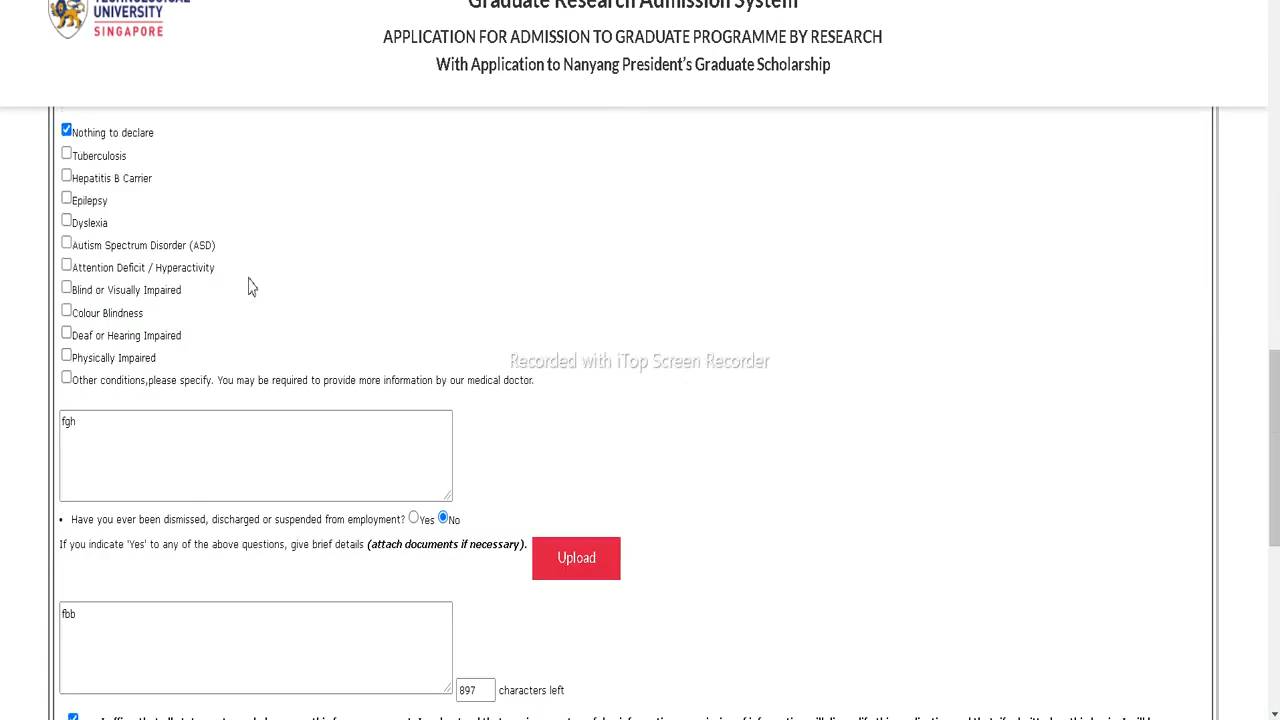 TECHNOLOGICAL
UNIVERSITY
SINGAPORE
Graduate Research Admission System
APPLICATION FOR ADMISSION TO GRADUATE PROGRAMME BY RESEARCH
With Application to Nanyang President's Graduate Scholarship
Nothing to declare
Tuberculosis
Hepatitis B Carrier
Epilepsy
Dyslexia
Autism Spectrum Disorder (ASD)
Attention Deficit / Hyperactivity
Blind or Visually Impaired
Colour Blindness
Deaf or Hearing Impaired
Recorded with iTop Screen Recorder
Physically Impaired
Other conditions,please specify. You may be required to provide more information by our medical doctor.
fgh
• Have you ever been dismissed, discharged or suspended from employment? Yes No
If you indicate 'Yes' to any of the above questions, give brief details (attach documents if necessary). Upload
fbb
897 characters left